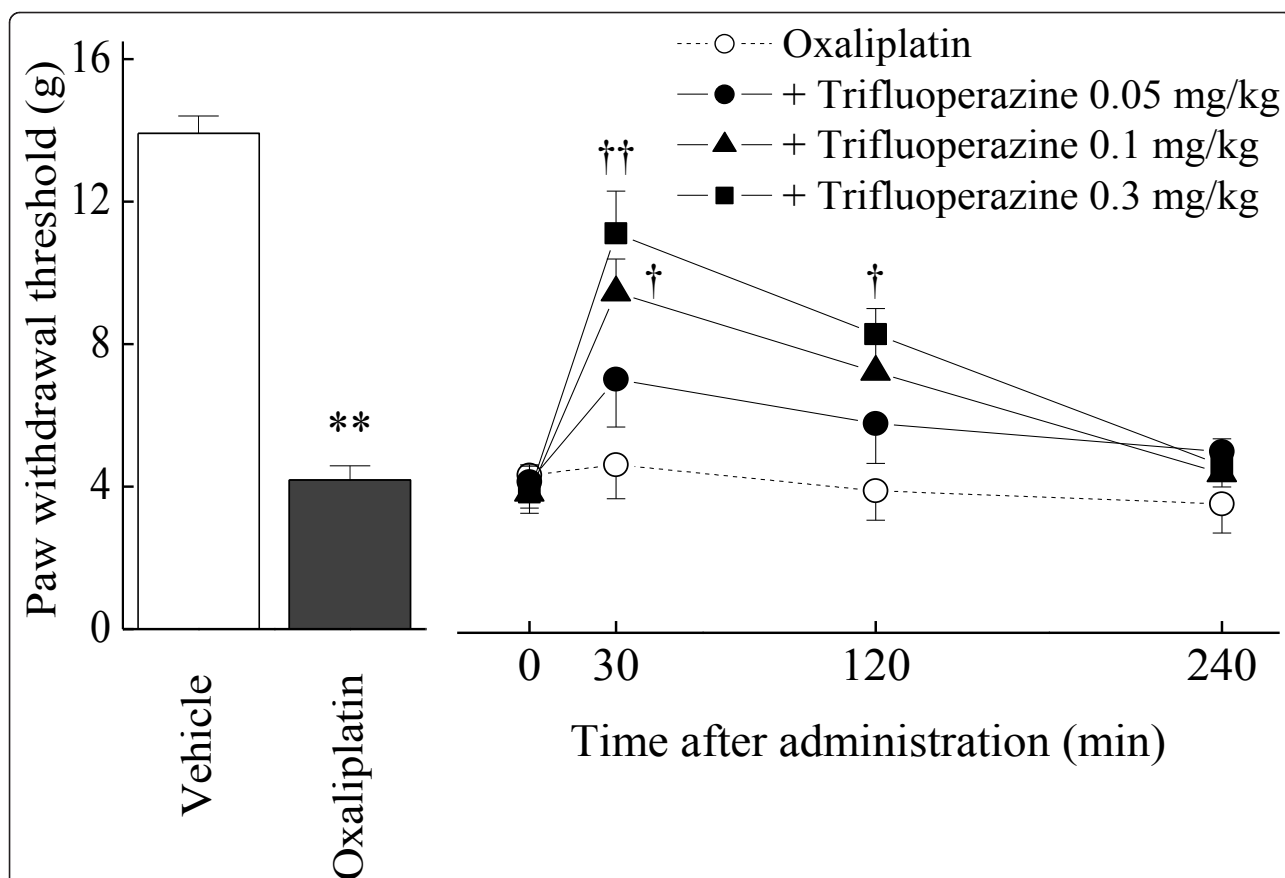 Paw withdrawal threshold (g)
16
12
8
4
0
Vehicle
Oxaliplatin
**
Oxaliplatin
+ Trifluoperazine 0.05 mg/kg
+ Trifluoperazine 0.1 mg/kg
+ Trifluoperazine 0.3 mg/kg
††
†
†
0 30 120 240
Time after administration (min)